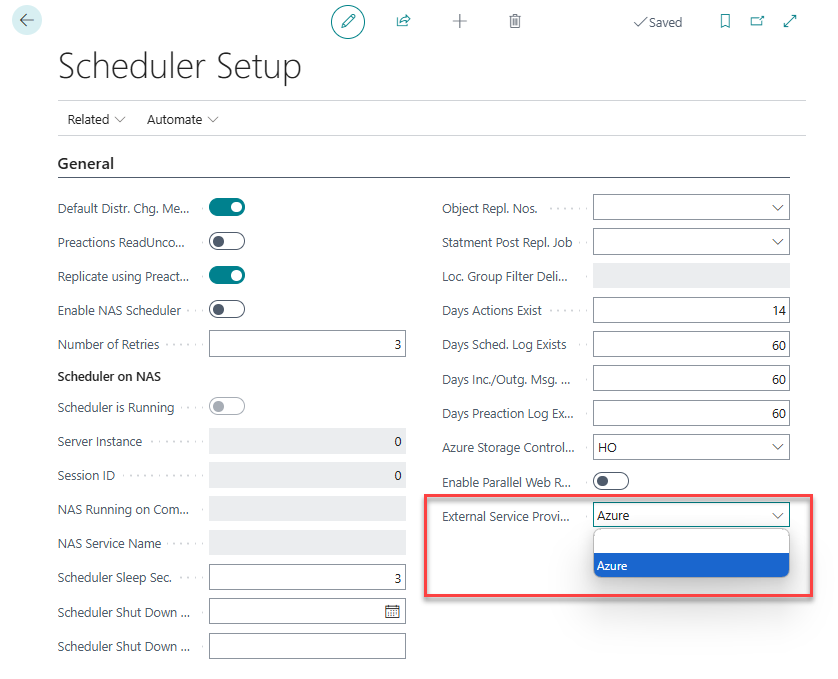 Saved
Scheduler Setup
Related
Automate
General
Default Distr. Chg. Me...
Preactions ReadUnco...
Replicate using Preact...
Enable NAS Scheduler
Number of Retries
3
Scheduler on NAS
Scheduler is Running
Server Instance
0
Session ID
0
NAS Running on Com...
NAS Service Name
Scheduler Sleep Sec.
3
Scheduler Shut Down ...
Scheduler Shut Down ...
Object Repl. Nos.
Statment Post Repl. Job
Loc. Group Filter Deli...
Days Actions Exist
14
Days Sched. Log Exists
60
Days Inc./Outg. Msg. ...
60
Days Preaction Log Ex...
60
Azure Storage Control...
HO
Enable Parallel Web R...
External Service Provi...
Azure
Azure